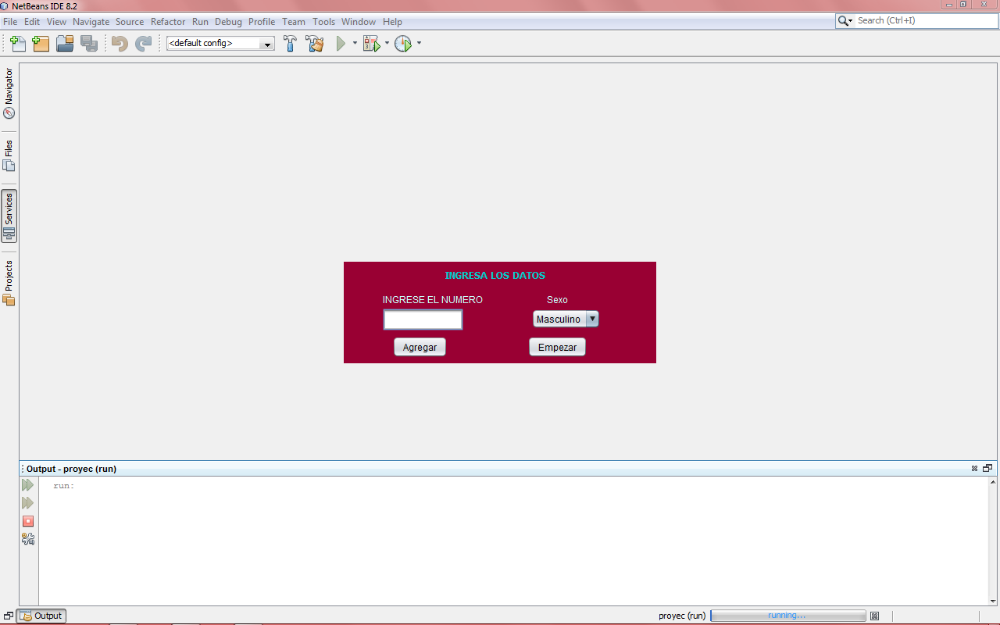 NetBeans IDE 8.2
File Edit View Navigate Source Refactor Run Debug Profile Team Tools Window Help
Search (Ctrl+I)
<default config>
Navigator
Files
Services
Projects
INGRESA LOS DATOS
INGRESE EL NUMERO Sexo
Masculino
Agregar Empezar
Output - proyec (run)
run:
Output
proyec (run) running...